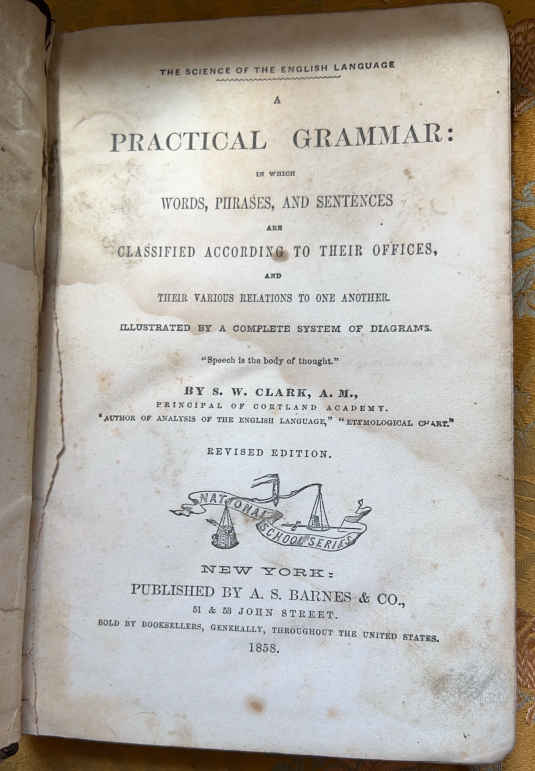 THE SCIENCE OF THE ENGLISH LANGUAGE
A
PRACTICAL GRAMMAR:
IN WHICH
WORDS, PHRASES, AND SENTENCES
ARE
CLASSIFIED ACCORDING TO THEIR OFFICES,
AND
THEIR VARIOUS RELATIONS TO ONE ANOTHER.
ILLUSTRATED BY A COMPLETE SYSTEM OF DIAGRAMS.
"Speech is the body of thought."
BY S. W. CLARK, A. M.,
PRINCIPAL OF CORTLAND ACADEMY.
"AUTHOR OF ANALYSIS OF THE ENGLISH LANGUAGE," "ETYMOLOGICAL CHART."
REVISED EDITION.
NATIONAL
SCHOOL SERIES
NEW YORK:
PUBLISHED BY A. S. BARNES & CO.,
51 & 53 JOHN STREET.
SOLD BY BOOKSELLERS, GENERALLY, THROUGHOUT THE UNITED STATES.
1858.